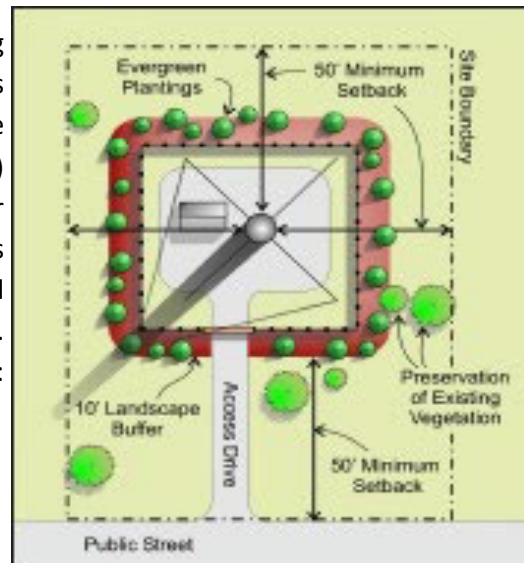 Evergreen
Plantings
50' Minimum
Setback
Site Boundary
10' Landscape
Buffer
Access Drive
Preservation
of Existing
Vegetation
50' Minimum
Setback
Public Street